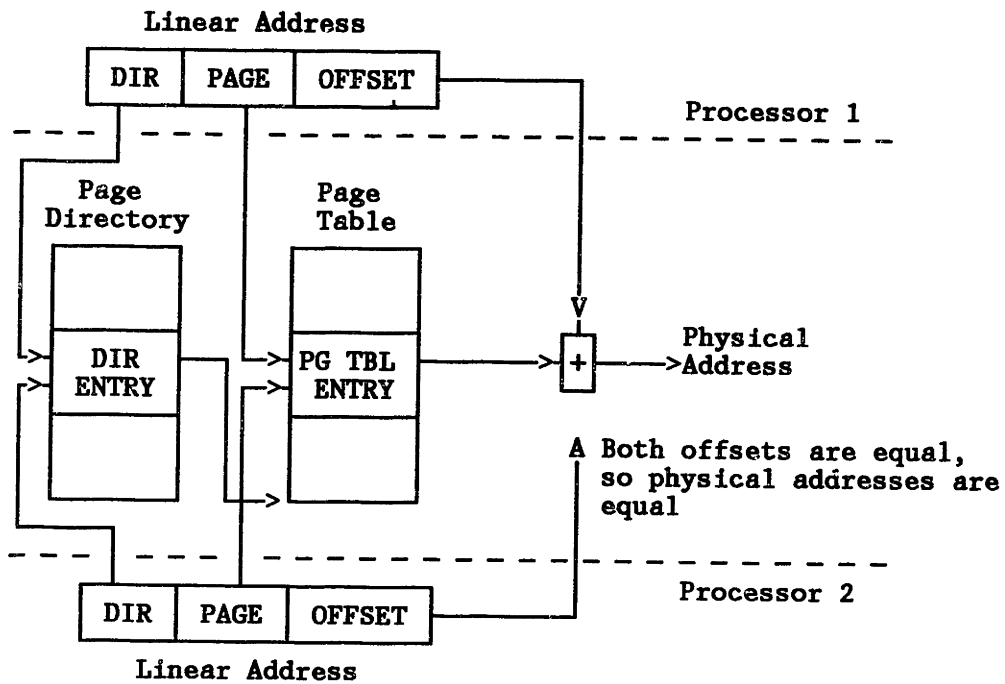 Linear Address
DIR PAGE OFFSET
Processor 1
Page
Directory
Page
Table
DIR
ENTRY
PG TBL
ENTRY
V
+
Physical
Address
A Both offsets are equal,
so physical addresses are
equal
Processor 2
DIR PAGE OFFSET
Linear Address